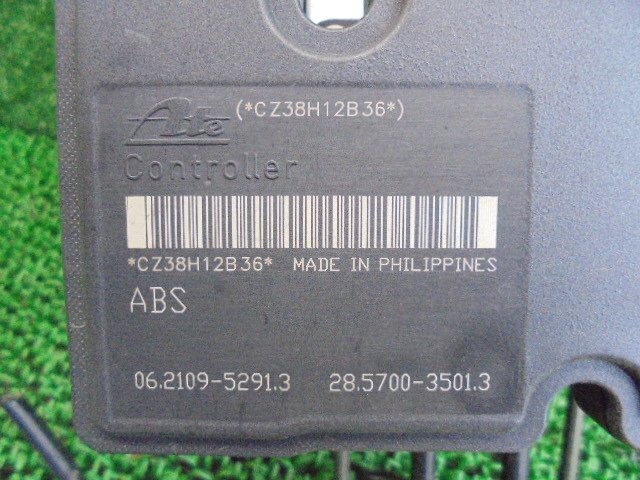 Ate (*CZ38H12B36*)
Controller
*CZ38H12B36* MADE IN PHILIPPINES
ABS
06.2109-5291.3 28.5700-3501.3